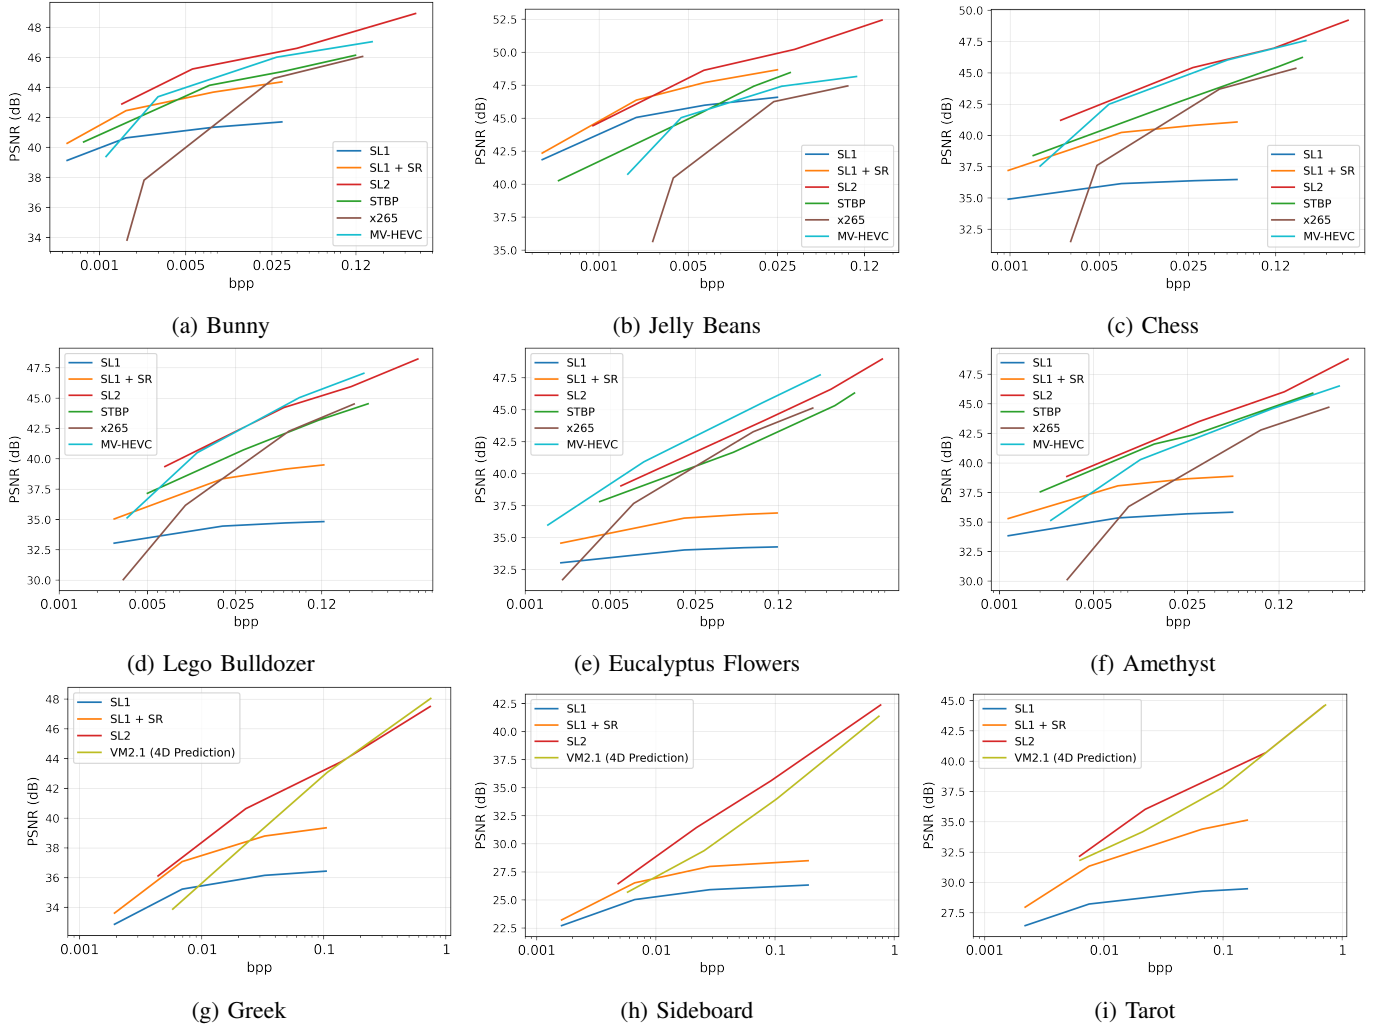 48
46
44
42
40
38
36
34
PSNR (dB)
0.001 0.005 0.025 0.12
bpp
SL1
SL1 + SR
SL2
STBP
x265
MV-HEVC
(a) Bunny
52.5
50.0
47.5
45.0
42.5
40.0
37.5
35.0
PSNR (dB)
0.001 0.005 0.025 0.12
bpp
SL1
SL1 + SR
SL2
STBP
x265
MV-HEVC
(b) Jelly Beans
50.0
47.5
45.0
42.5
40.0
37.5
35.0
32.5
PSNR (dB)
0.001 0.005 0.025 0.12
bpp
SL1
SL1 + SR
SL2
STBP
x265
MV-HEVC
(c) Chess
47.5
45.0
42.5
40.0
37.5
35.0
32.5
30.0
PSNR (dB)
0.001 0.005 0.025 0.12
bpp
SL1
SL1 + SR
SL2
STBP
x265
MV-HEVC
(d) Lego Bulldozer
47.5
45.0
42.5
40.0
37.5
35.0
32.5
PSNR (dB)
0.001 0.005 0.025 0.12
bpp
SL1
SL1 + SR
SL2
STBP
x265
MV-HEVC
(e) Eucalyptus Flowers
47.5
45.0
42.5
40.0
37.5
35.0
32.5
30.0
PSNR (dB)
0.001 0.005 0.025 0.12
bpp
SL1
SL1 + SR
SL2
STBP
x265
MV-HEVC
(f) Amethyst
48
46
44
42
40
38
36
34
PSNR (dB)
0.001 0.01 0.1 1
bpp
SL1
SL1 + SR
SL2
VM2.1 (4D Prediction)
(g) Greek
42.5
40.0
37.5
35.0
32.5
30.0
27.5
25.0
22.5
PSNR (dB)
0.001 0.01 0.1 1
bpp
SL1
SL1 + SR
SL2
VM2.1 (4D Prediction)
(h) Sideboard
45.0
42.5
40.0
37.5
35.0
32.5
30.0
27.5
PSNR (dB)
0.001 0.01 0.1 1
bpp
SL1
SL1 + SR
SL2
VM2.1 (4D Prediction)
(i) Tarot